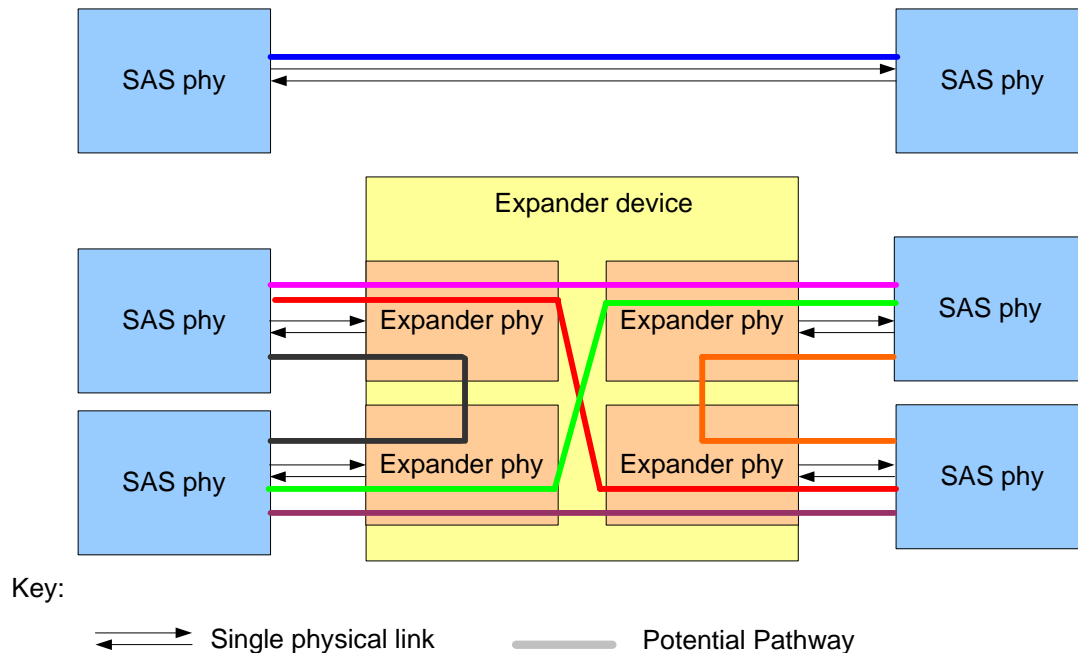 SAS phy
SAS phy
Expander device
SAS phy
Expander phy
Expander phy
SAS phy
SAS phy
Expander phy
Expander phy
SAS phy
Key:
Single physical link
Potential Pathway